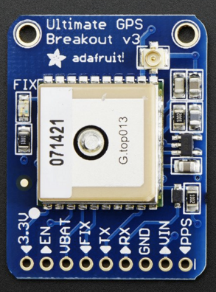 Ultimate GPS
Breakout v3
adafruit!
FIX
071421
G.top013
3.3V
EN
VBAT
FIX
TX
RX
GND
VIN
PPS